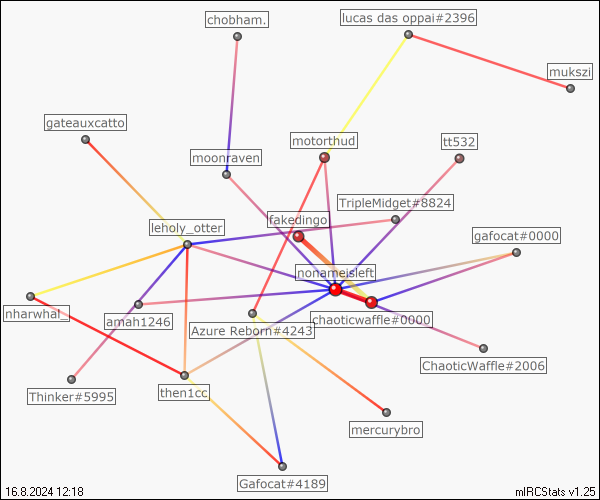 lucas das oppai#2396
chobham.
mukszi
gateauxcatto
motorthud
tt532
moonraven
TripleMidget#8824
fakedingo
leholy_otter
gafocat#0000
nonameisleft
nharwhal_
amah1246
Azure Reborn#4243
chaoticwaffle#0000
ChaoticWaffle#2006
Thinker#5995
then1cc
mercurybro
Gafocat#4189
16.8.2024 12:18
mIRCStats v1.25